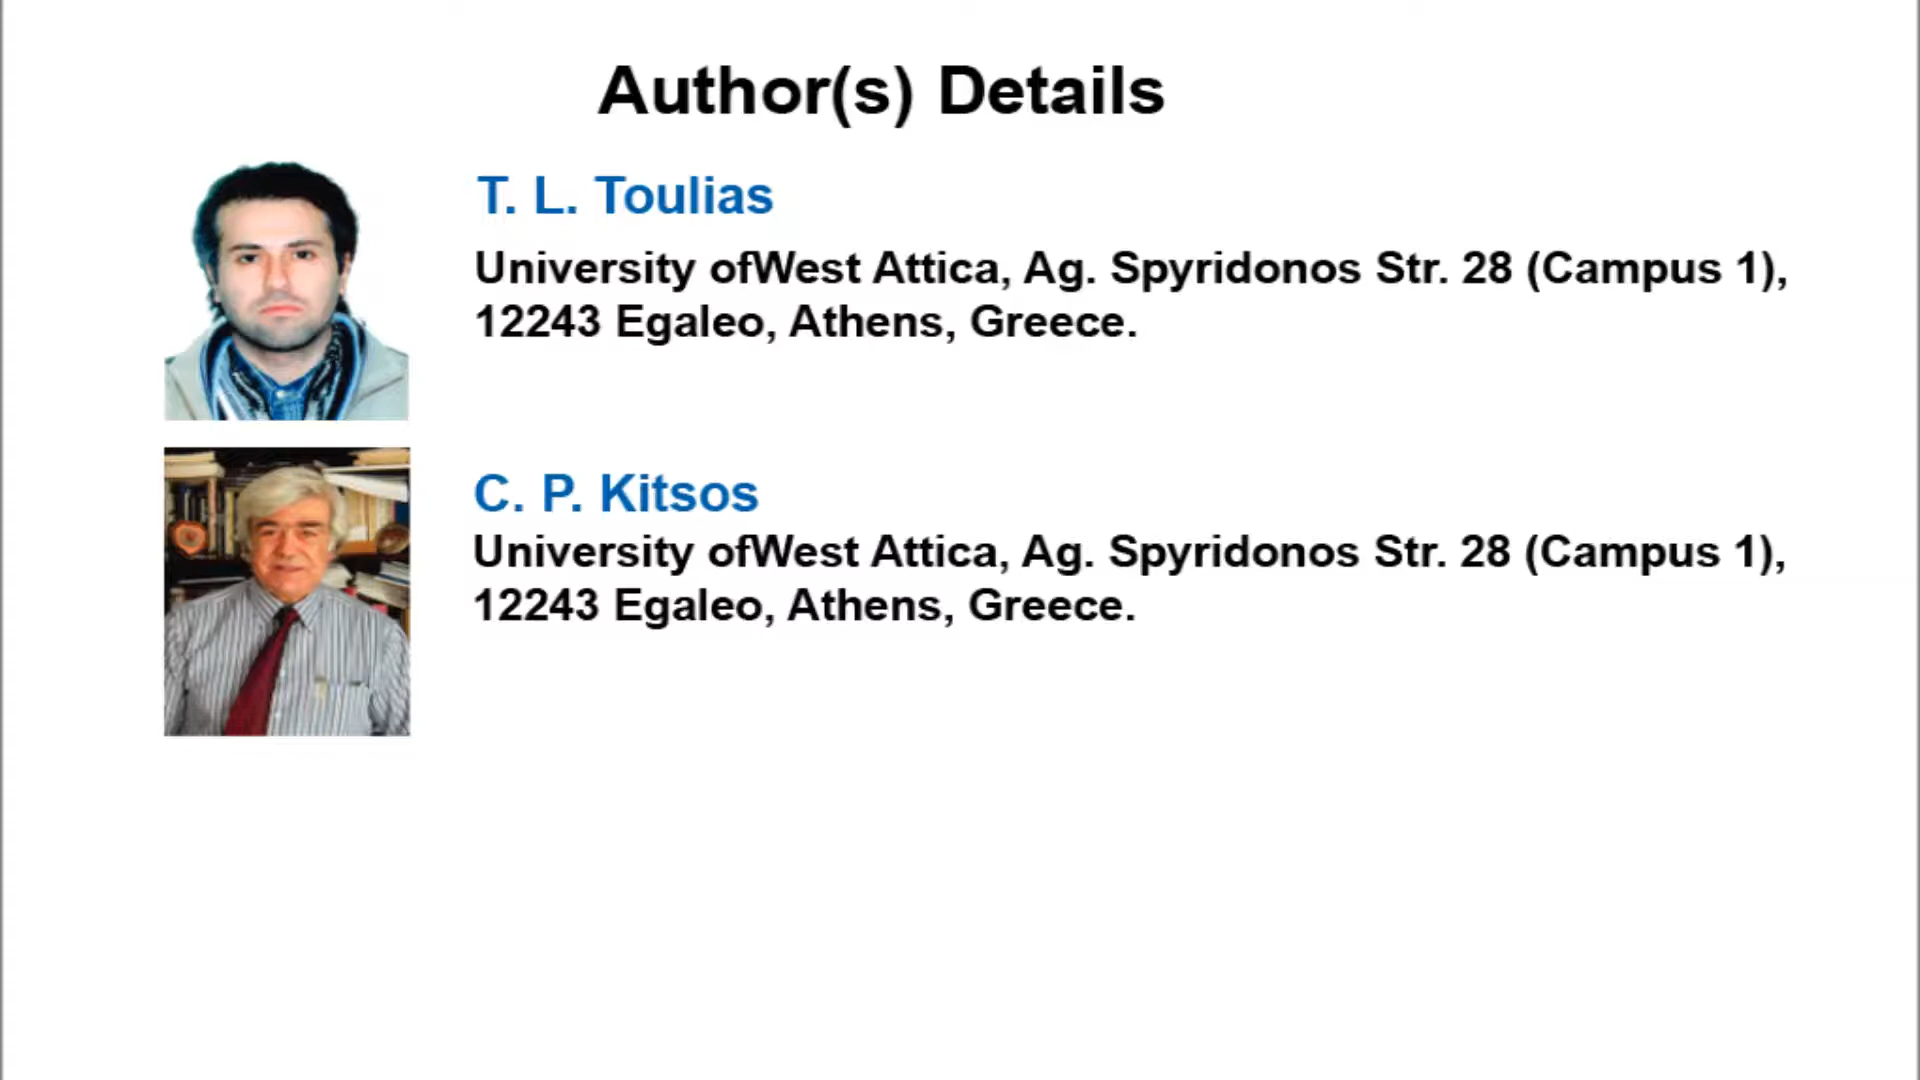 Author(s) Details
T. L. Toulias
University ofWest Attica, Ag. Spyridonos Str. 28 (Campus 1),
12243 Egaleo, Athens, Greece.
C. P. Kitsos
University ofWest Attica, Ag. Spyridonos Str. 28 (Campus 1),
12243 Egaleo, Athens, Greece.